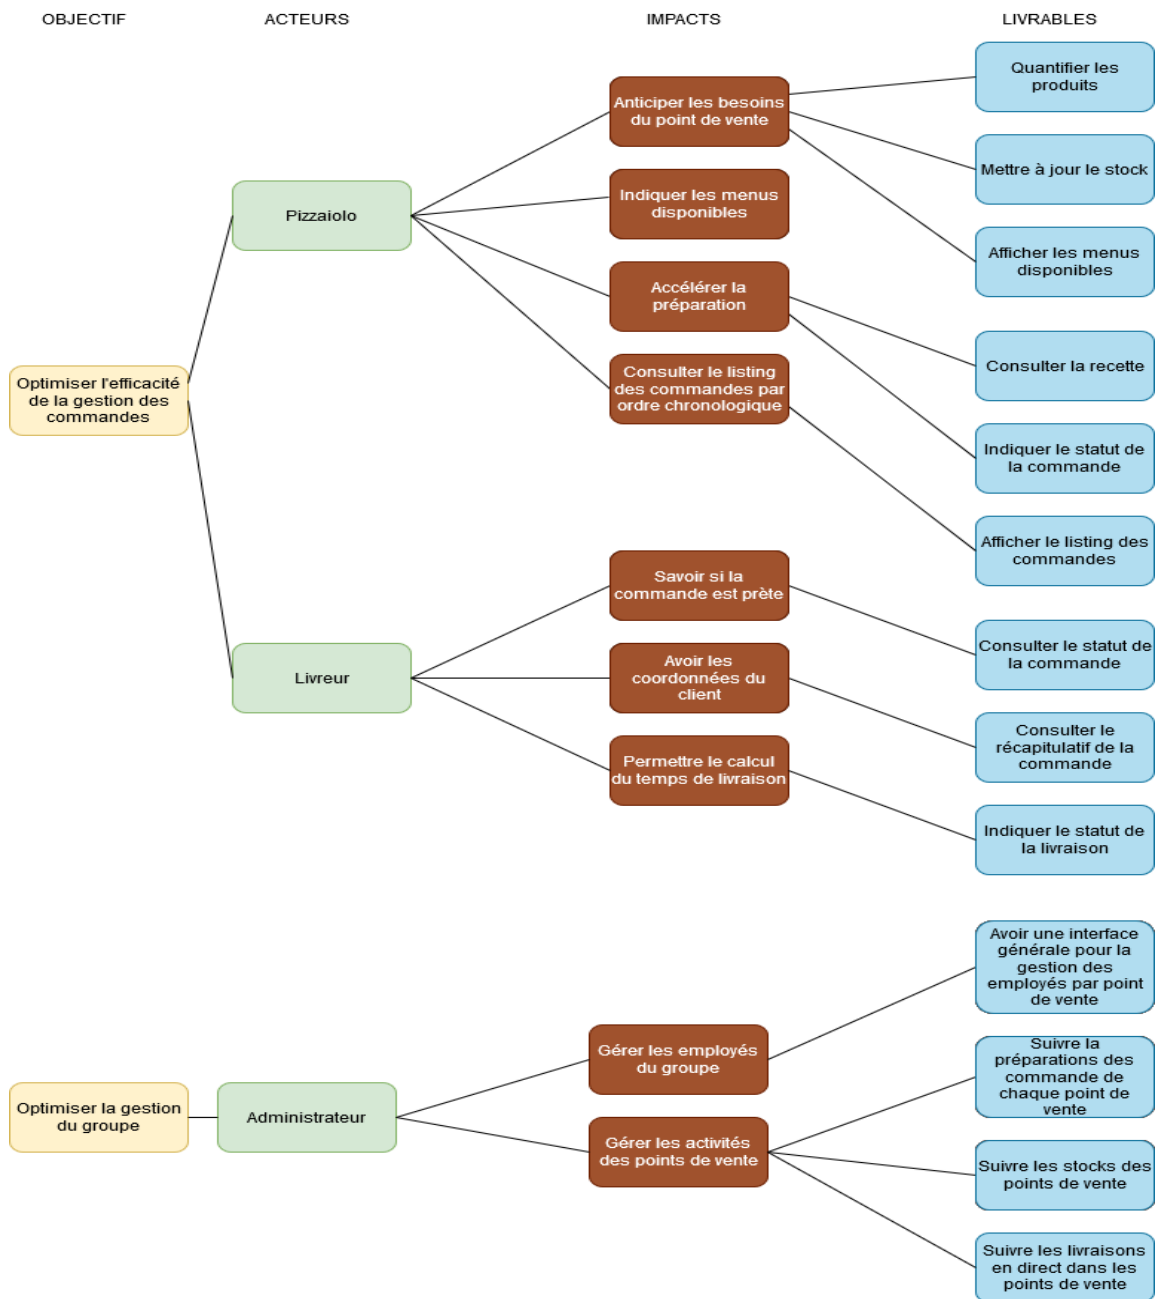 OBJECTIF
ACTEURS
IMPACTS
LIVRABLES
Optimiser l'efficacité
de la gestion des
commandes
Pizzaiolo
Anticiper les besoins
du point de vente
Quantifier les
produits
Mettre à jour le stock
Afficher les menus
disponibles
Indiquer les menus
disponibles
Accélérer la
préparation
Consulter la recette
Indiquer le statut de
la commande
Consulter le listing
des commandes par
ordre chronologique
Afficher le listing des
commandes
Livreur
Savoir si la
commande est prète
Consulter le statut de
la commande
Avoir les
coordonnées du
client
Consulter le
récapitulatif de la
commande
Permettre le calcul
du temps de livraison
Indiquer le statut de
la livraison
Optimiser la gestion
du groupe
Administrateur
Gérer les employés
du groupe
Avoir une interface
générale pour la
gestion des
employés par point
de vente
Gérer les activités
des points de vente
Suivre la
préparations des
commande de
chaque point de
vente
Suivre les stocks des
points de vente
Suivre les livraisons
en direct dans les
points de vente